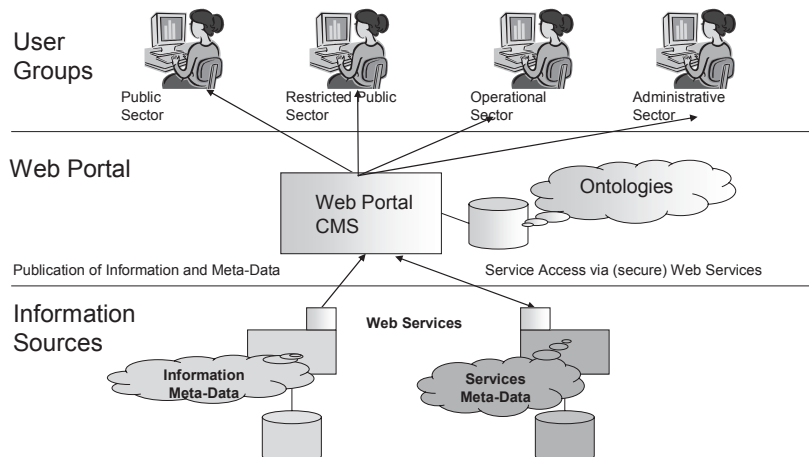 User
Groups
Public
Sector
Restricted Public
Sector
Operational
Sector
Administrative
Sector
Web Portal
Web Portal
CMS
Ontologies
Publication of Information and Meta-Data
Service Access via (secure) Web Services
Information
Sources
Web Services
Information
Meta-Data
Services
Meta-Data